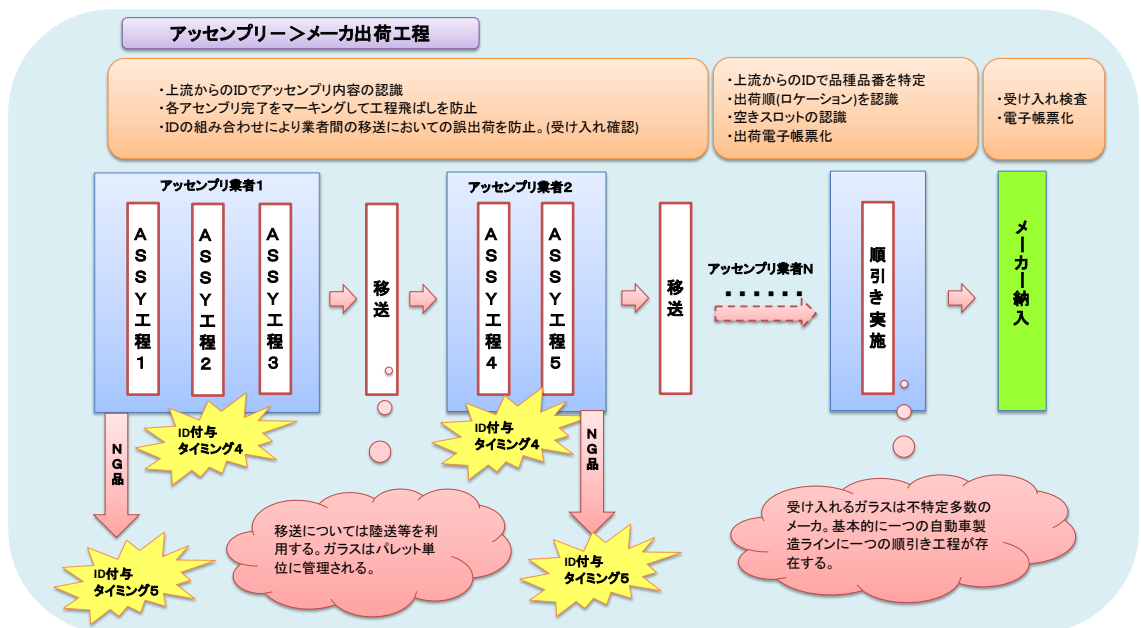 アッセンブリー＞メーカ出荷工程
・上流からのIDでアッセンブリ内容の認識
・各アセンブリ完了をマーキングして工程飛ばしを防止
・IDの組み合わせにより業者間の移送においての誤出荷を防止。(受け入れ確認)
・上流からのIDで品種品番を特定
・出荷順(ロケーション)を認識
・空きスロットの認識
・出荷電子帳票化
・受け入れ検査
・電子帳票化
アッセンブリ業者1
ASSY工程1
ASSY工程2
ASSY工程3
移送
アッセンブリ業者2
ASSY工程4
ASSY工程5
移送
アッセンブリ業者N
・・・・・・
順引き実施
メーカー納入
ID付与
タイミング4
ID付与
タイミング4
NG品
NG品
ID付与
タイミング5
ID付与
タイミング5
移送については陸送等を利
用する。ガラスはパレット単
位に管理される。
受け入れるガラスは不特定多数の
メーカ。基本的に一つの自動車製
造ラインに一つの順引き工程が存
在する。